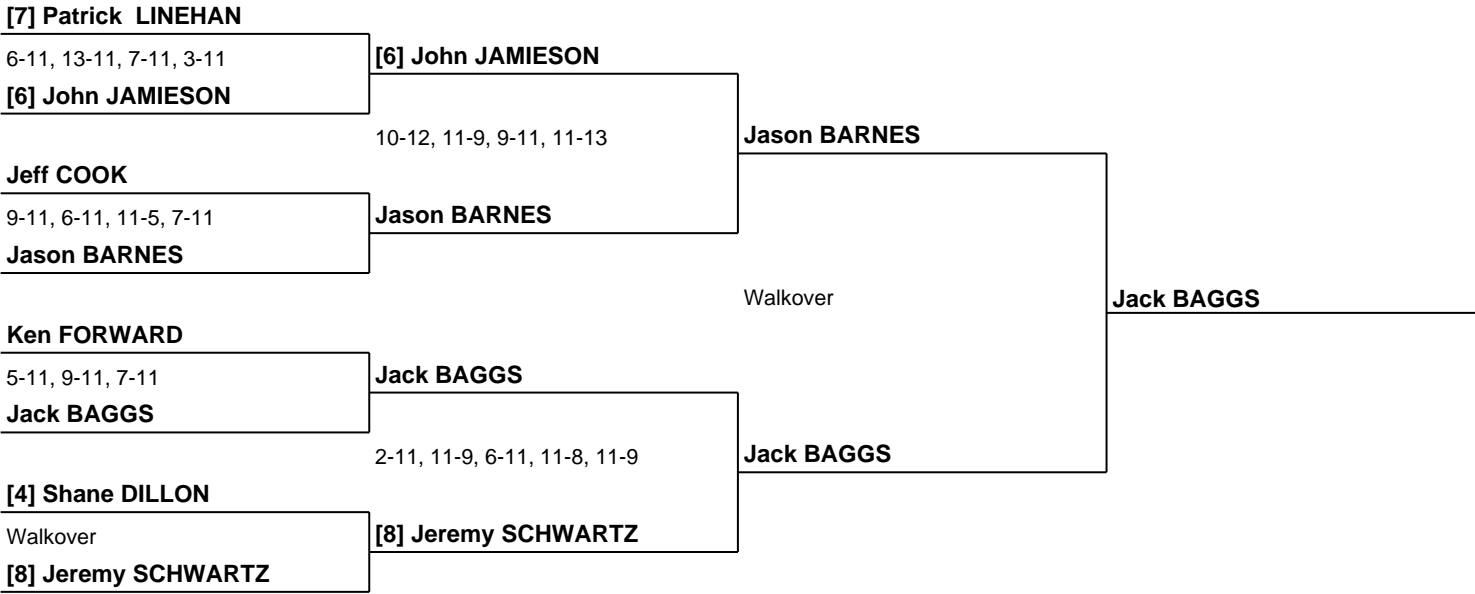 [7] Patrick LINEHAN
6-11, 13-11, 7-11, 3-11
[6] John JAMIESON
Jeff COOK
9-11, 6-11, 11-5, 7-11
Jason BARNES
Ken FORWARD
5-11, 9-11, 7-11
Jack BAGGS
[4] Shane DILLON
Walkover
[8] Jeremy SCHWARTZ
[6] John JAMIESON
10-12, 11-9, 9-11, 11-13
Jason BARNES
Jack BAGGS
2-11, 11-9, 6-11, 11-8, 11-9
[8] Jeremy SCHWARTZ
Jason BARNES
Walkover
Jack BAGGS
Jack BAGGS